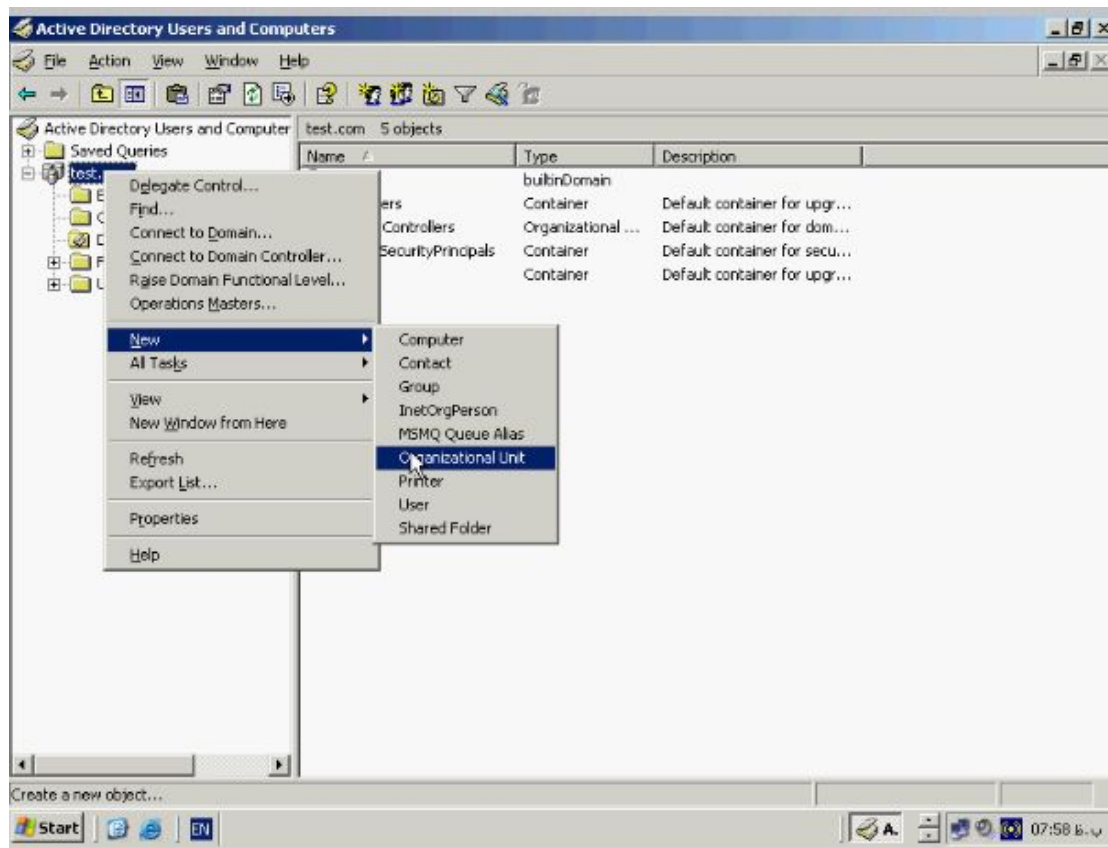 Active Directory Users and Computers
File Action View Window Help
Active Directory Users and Computer
test.com 5 objects
Saved Queries
Name Type Description
test.
builtinDomain
ers Container Default container for upgr...
Controllers Organizational ... Default container for dom...
SecurityPrincipals Container Default container for secu...
Container Default container for upgr...
Delegate Control...
Find...
Connect to Domain...
Connect to Domain Controller...
Raise Domain Functional Level...
Operations Masters...
New
All Tasks
View
New Window from Here
Refresh
Export List...
Properties
Help
Computer
Contact
Group
InetOrgPerson
MSMQ Queue Alias
Organizational Unit
Printer
User
Shared Folder
Create a new object...
Start EN A. 07:58 ب.ظ